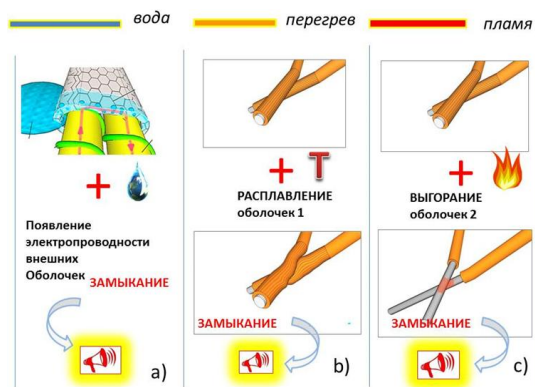 вода
перегрев
пламя
Т
РАСПЛАВЛЕНИЕ
оболочек 1
ВЫГОРАНИЕ
оболочек 2
Появление
электропроводности
внешних
Оболочек
ЗАМЫКАНИЕ
ЗАМЫКАНИЕ
ЗАМЫКАНИЕ
а)
b)
c)